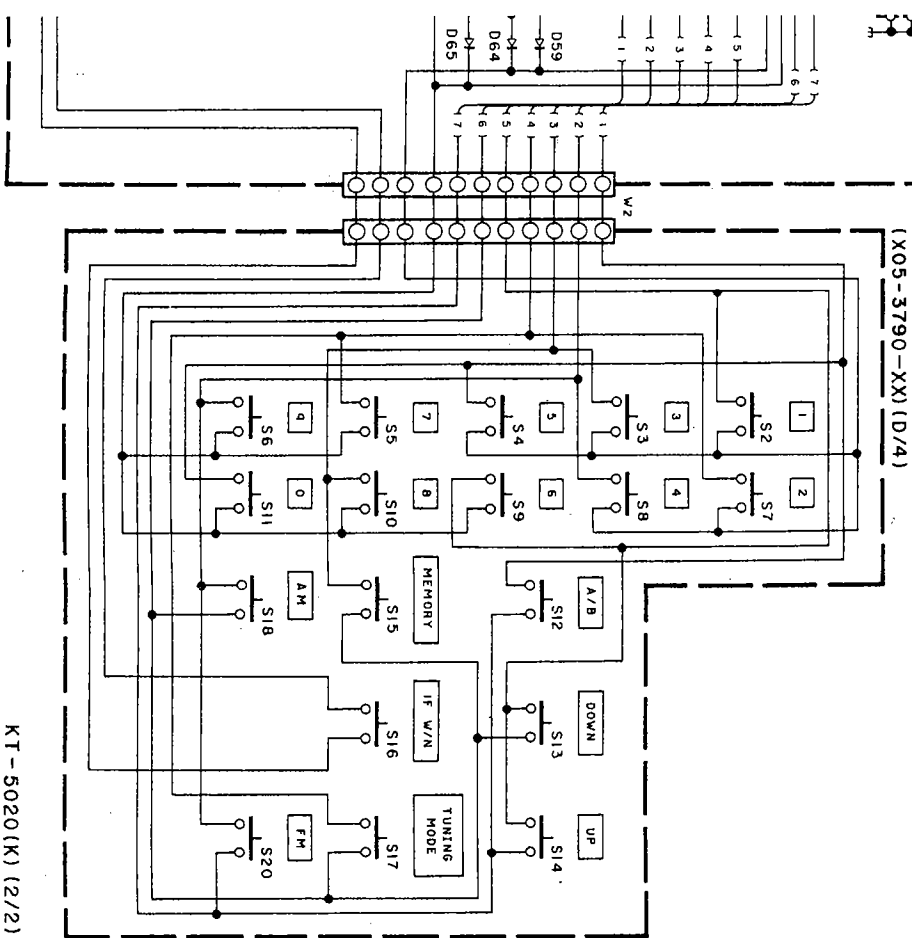 D65
D64
D59
1
2
3
4
5
6
7
7
6
5
4
3
2
1
W2
(X05-3790-XX)(D/4)
9
S6
7
S5
5
S4
3
S3
1
S2
0
S11
8
S10
6
S9
4
S8
2
S7
AM
S18
MEMORY
S15
A/B
S12
IF W/N
S16
DOWN
S13
FM
S20
TUNING
MODE
S17
UP
S14
KT-5020(K)(2/2)